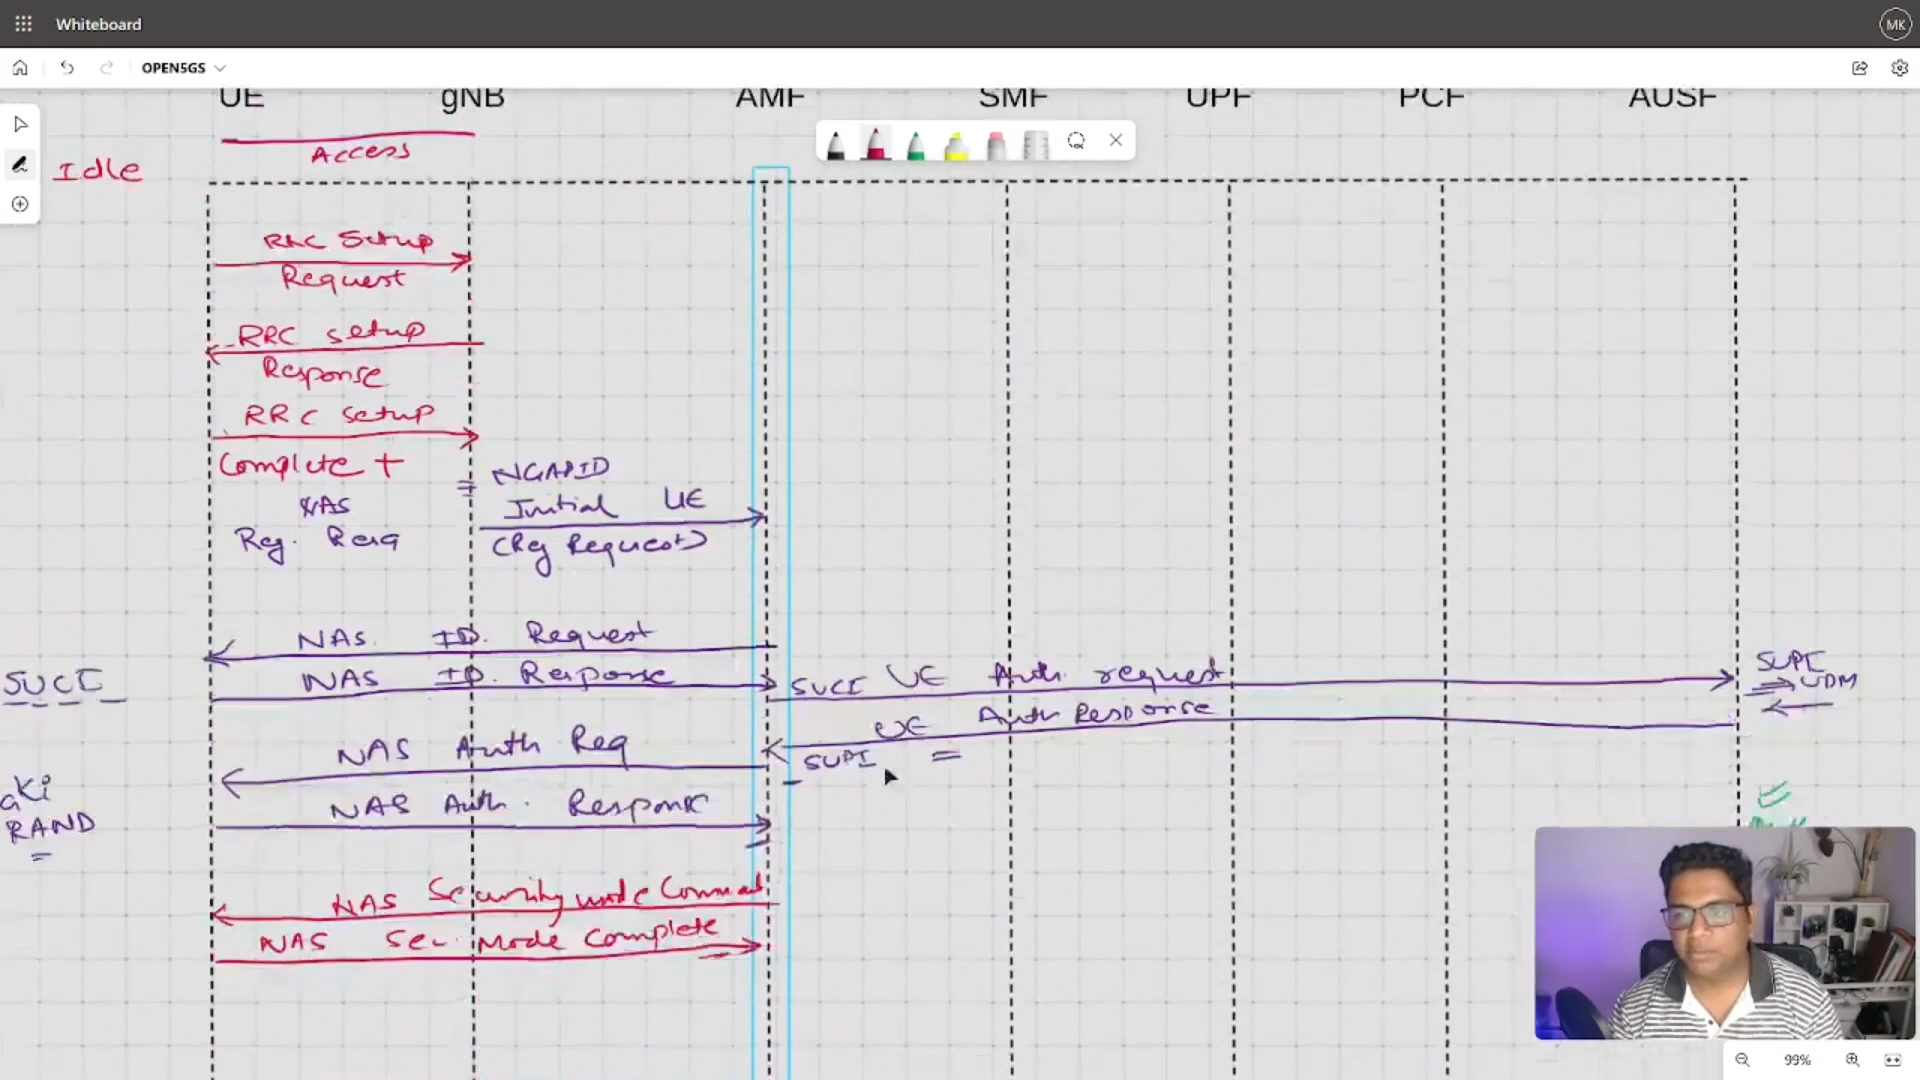 Whiteboard
MK
OPEN5GS
UE gNB AMF SMF UPF PCF AUSF
Access
Idle
RRC Setup
Request
RRC setup
Response
RRC setup
Complete +
NAS
Reg.
NGAPID
Initial UE
(Reg Request)
NAS. ID. Request
NAS ID. Response
SUCI
SUCI UE Auth. request
SUPI
UDM
UE Auth Response
SUPI
NAS Auth Req
NAS Auth. Response
Ki
RAND
NAS Security mode Command
NAS Sec. Mode Complete
99%